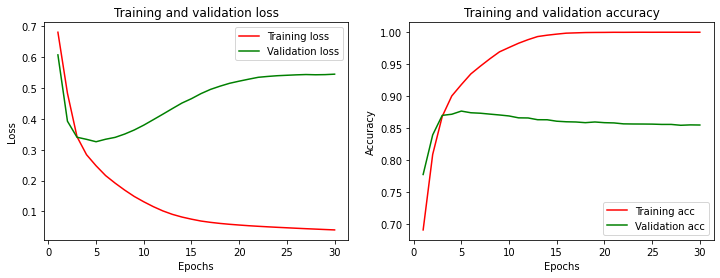 Training and validation loss
0.7
0.6
0.5
0.4
0.3
0.2
0.1
Loss
0
5
10
15
20
25
30
Epochs
Training loss
Validation loss
Training and validation accuracy
1.00
0.95
0.90
0.85
0.80
0.75
0.70
Accuracy
0
5
10
15
20
25
30
Epochs
Training acc
Validation acc